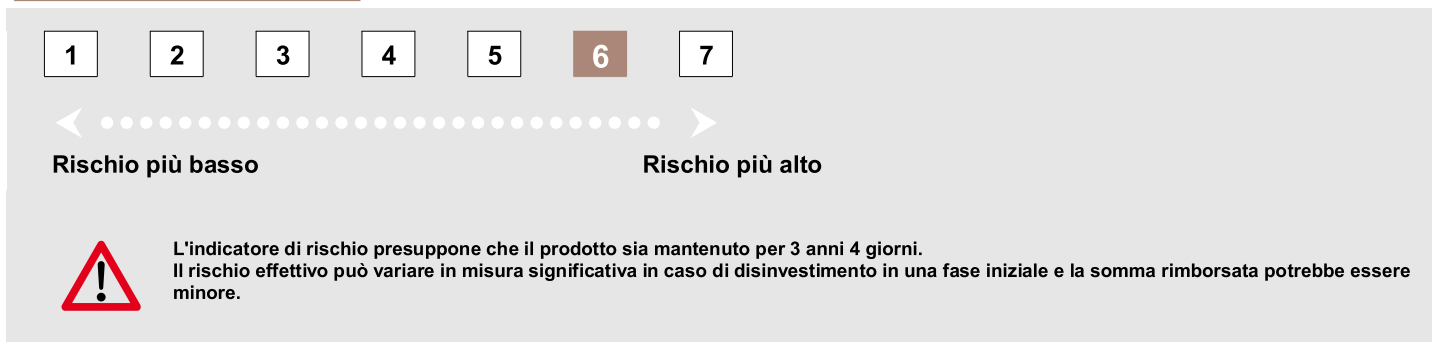 1 2 3 4 5 6 7
Rischio più basso Rischio più alto
L'indicatore di rischio presuppone che il prodotto sia mantenuto per 3 anni 4 giorni.
Il rischio effettivo può variare in misura significativa in caso di disinvestimento in una fase iniziale e la somma rimborsata potrebbe essere
minore.